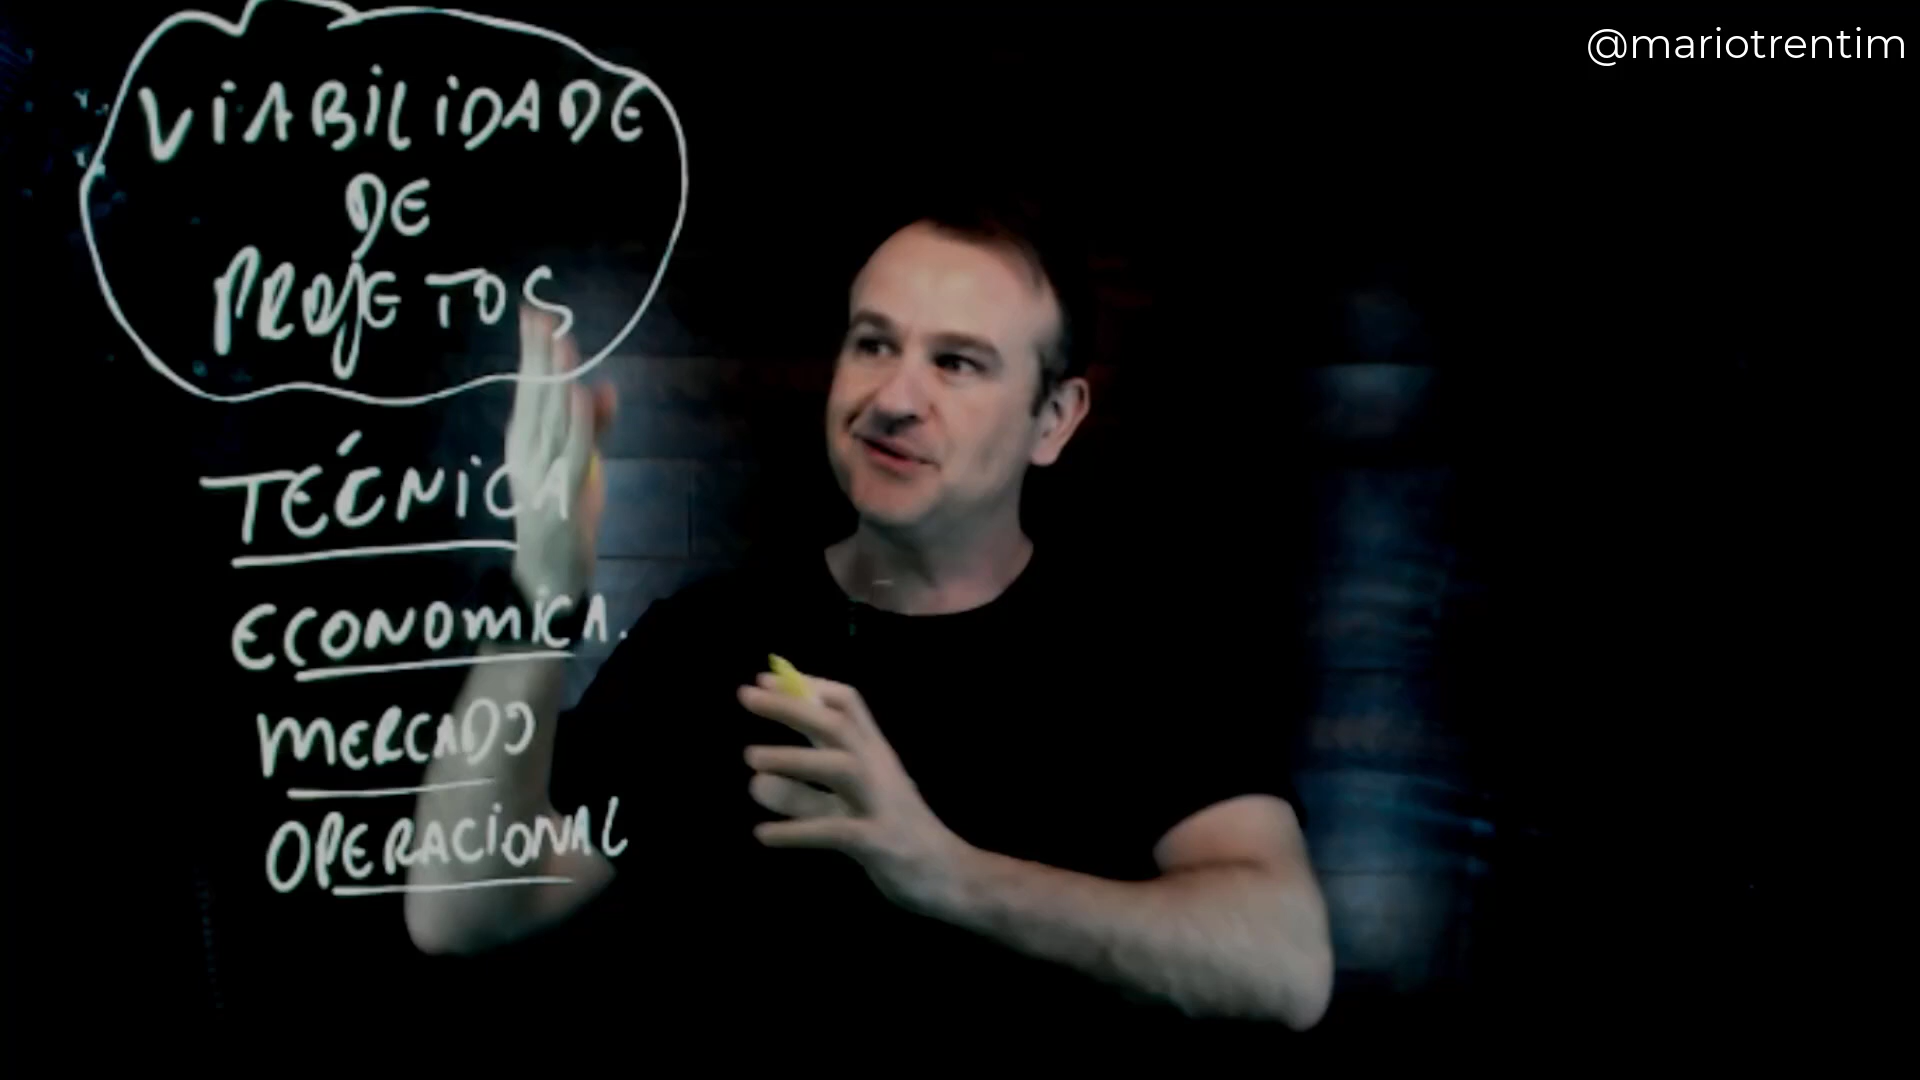 @mariotrentim
VIABILIDADE
DE
PROJETOS
TÉCNICA
ECONOMICA.
MERCADO
OPERACIONAL